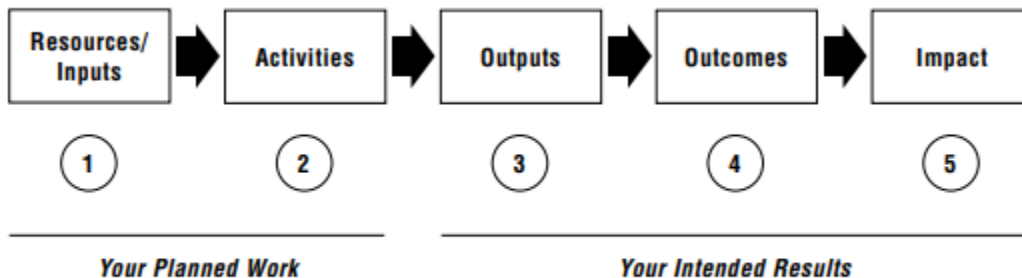 Resources/
Inputs
Activities
Outputs
Outcomes
Impact
1
2
3
4
5
Your Planned Work
Your Intended Results